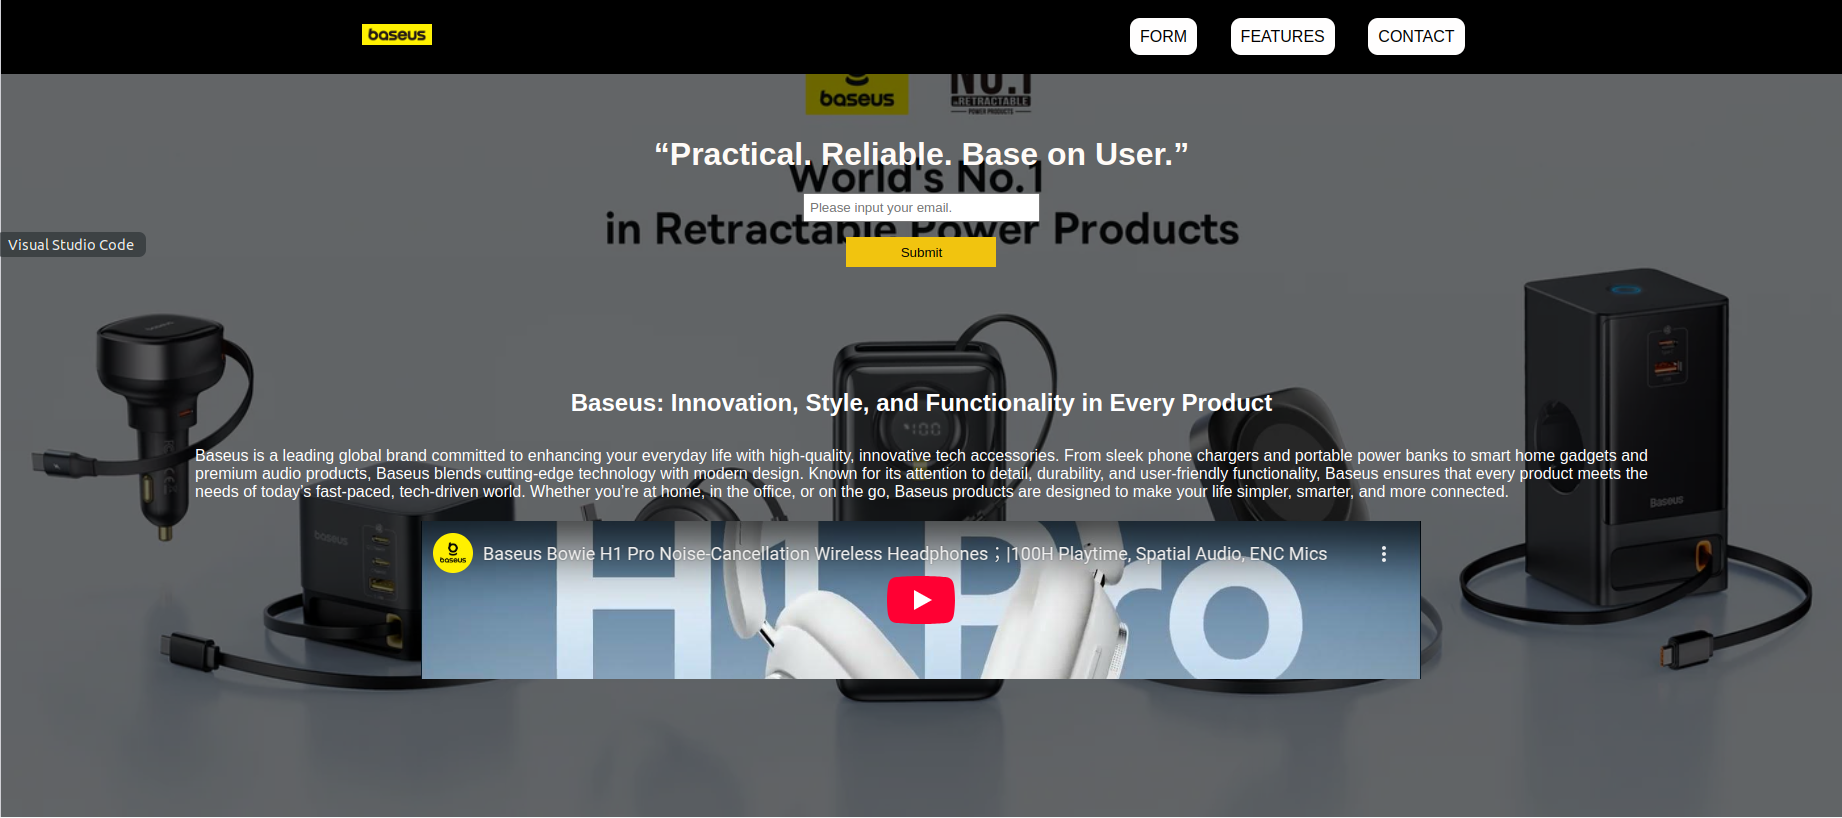 baseus
FORM
FEATURES
CONTACT
baseus
NO.1
IN RETRACTABLE
POWER PRODUCTS
“Practical. Reliable. Base on User.”
World's No.1
Please input your email.
in Retractable Power Products
Visual Studio Code
Submit
Baseus: Innovation, Style, and Functionality in Every Product
100
Baseus is a leading global brand committed to enhancing your everyday life with high-quality, innovative tech accessories. From sleek phone chargers and portable power banks to smart home gadgets and
premium audio products, Baseus blends cutting-edge technology with modern design. Known for its attention to detail, durability, and user-friendly functionality, Baseus ensures that every product meets the
needs of today’s fast-paced, tech-driven world. Whether you’re at home, in the office, or on the go, Baseus products are designed to make your life simpler, smarter, and more connected.
Baseus
baseus
baseus
Baseus Bowie H1 Pro Noise-Cancellation Wireless Headphones；|100H Playtime, Spatial Audio, ENC Mics
H1 Pro